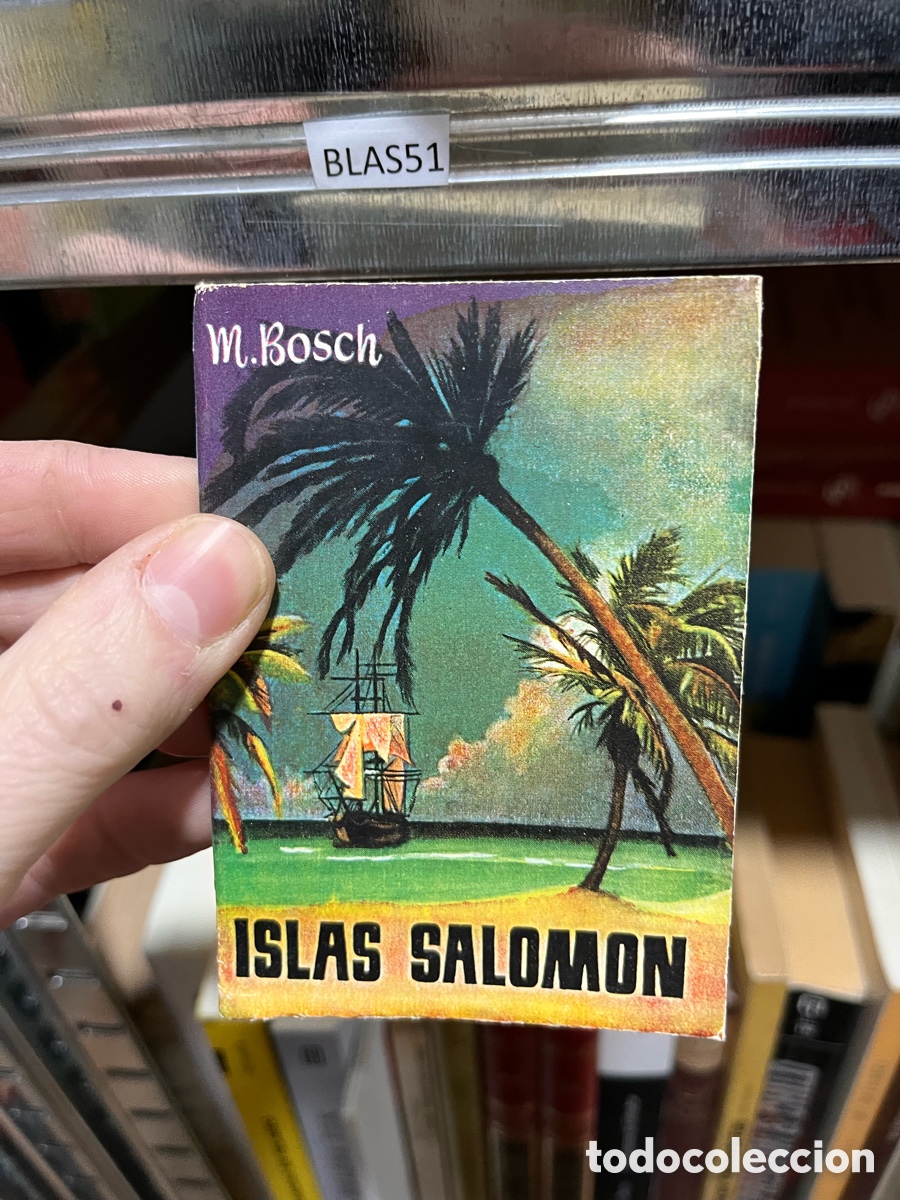 BLAS51
M. Bosch
ISLAS SALOMON
todocoleccion